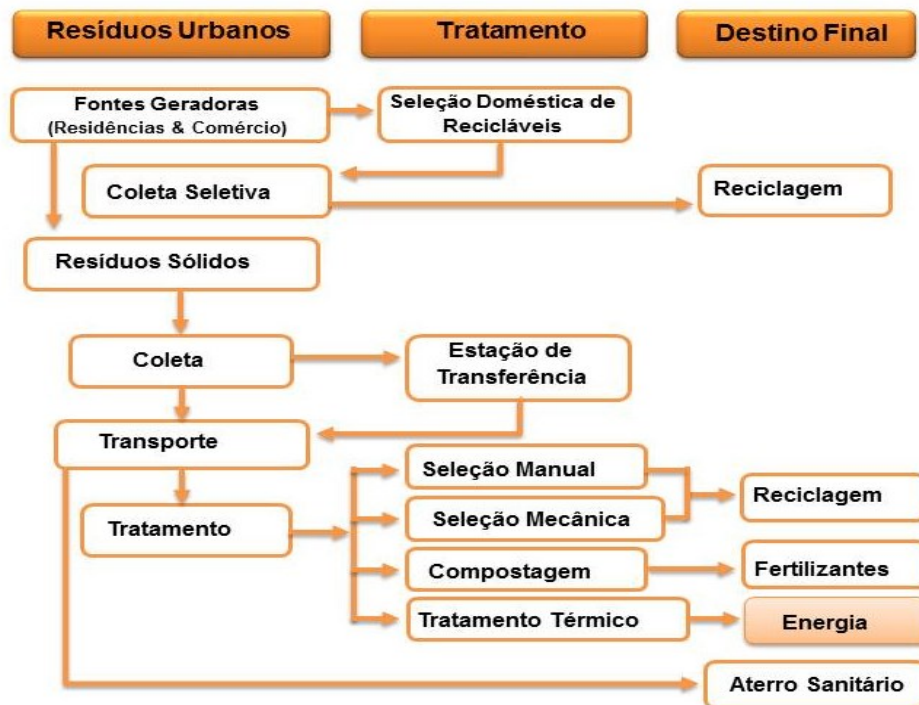 Resíduos Urbanos
Tratamento
Destino Final
Fontes Geradoras
(Residências & Comércio)
Seleção Doméstica de
Recicláveis
Coleta Seletiva
Reciclagem
Resíduos Sólidos
Coleta
Estação de
Transferência
Transporte
Seleção Manual
Reciclagem
Tratamento
Seleção Mecânica
Compostagem
Fertilizantes
Tratamento Térmico
Energia
Aterro Sanitário